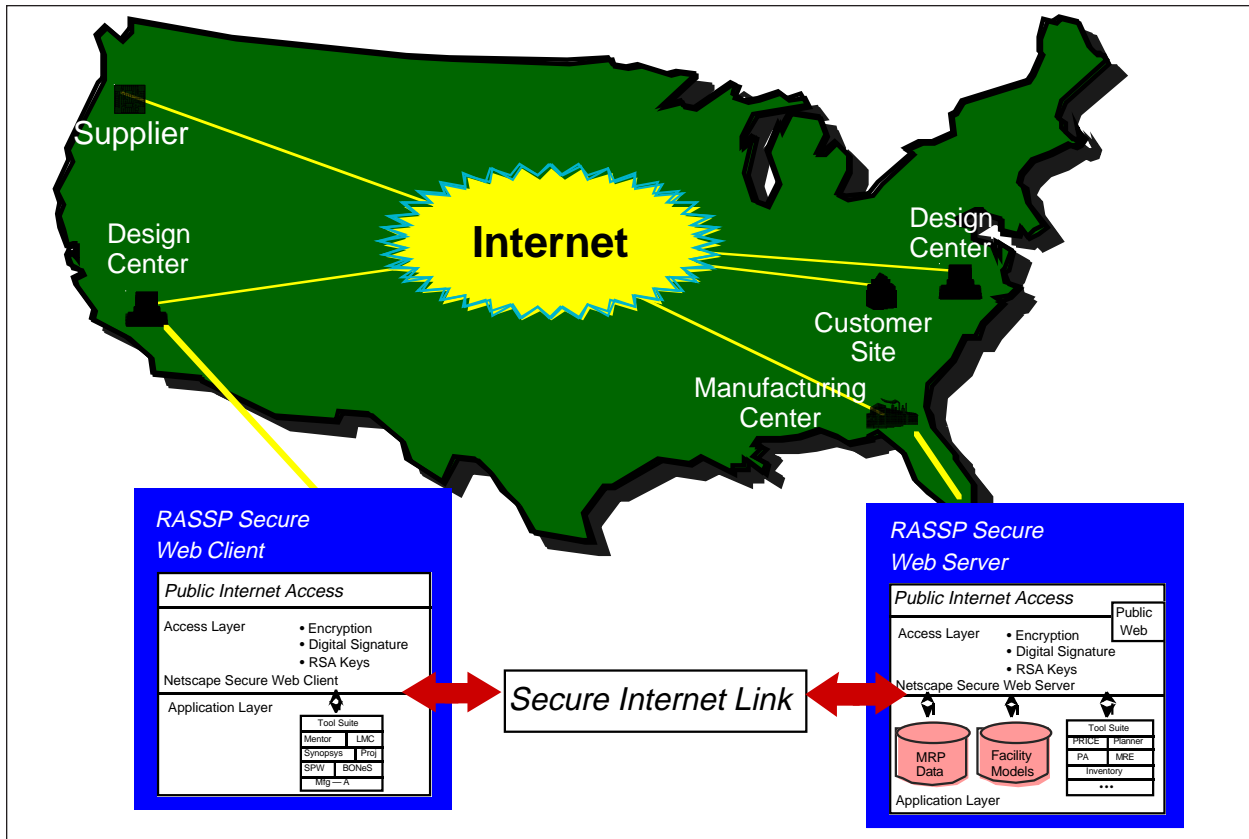 Supplier
Design
Center
Internet
Design
Center
Customer
Site
Manufacturing
Center
RASSP Secure
Web Client
Public Internet Access
Access Layer
• Encryption
• Digital Signature
• RSA Keys
Netscape Secure Web Client
Application Layer
Tool Suite
Mentor LMC
Synopsys Proj
SPW BONeS
Mfg — A
Secure Internet Link
RASSP Secure
Web Server
Public Internet Access
Public
Web
Access Layer
• Encryption
• Digital Signature
• RSA Keys
Netscape Secure Web Server
MRP
Data
Facility
Models
Tool Suite
PRICE Planner
PA MRE
Inventory
•••
Application Layer